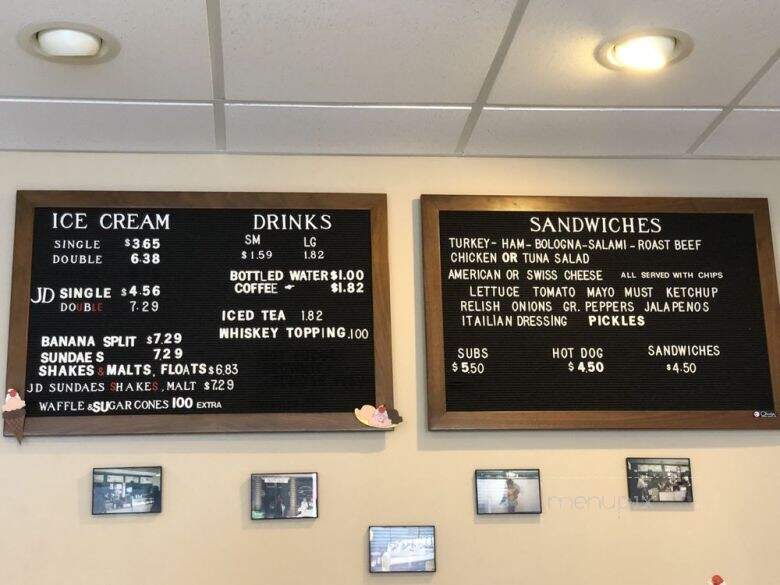 ICE CREAM
SINGLE $3.65
DOUBLE 6.38
JD SINGLE $4.56
DOUBLE 7.29
BANANA SPLIT $7.29
SUNDAES 7.29
SHAKES & MALTS, FLOATS $6.83
JD SUNDAES SHAKES, MALT $7.29
WAFFLE & SUGAR CONES 100 EXTRA
DRINKS
SM LG
$1.59 1.82
BOTTLED WATER $1.00
COFFEE $1.82
ICED TEA 1.82
WHISKEY TOPPING .100
SANDWICHES
TURKEY - HAM - BOLOGNA - SALAMI - ROAST BEEF
CHICKEN OR TUNA SALAD
AMERICAN OR SWISS CHEESE ALL SERVED WITH CHIPS
LETTUCE TOMATO MAYO MUST KETCHUP
RELISH ONIONS GR. PEPPERS JALAPENOS
ITAILIAN DRESSING PICKLES
SUBS HOT DOG SANDWICHES
$5.50 $4.50 $4.50
menupix